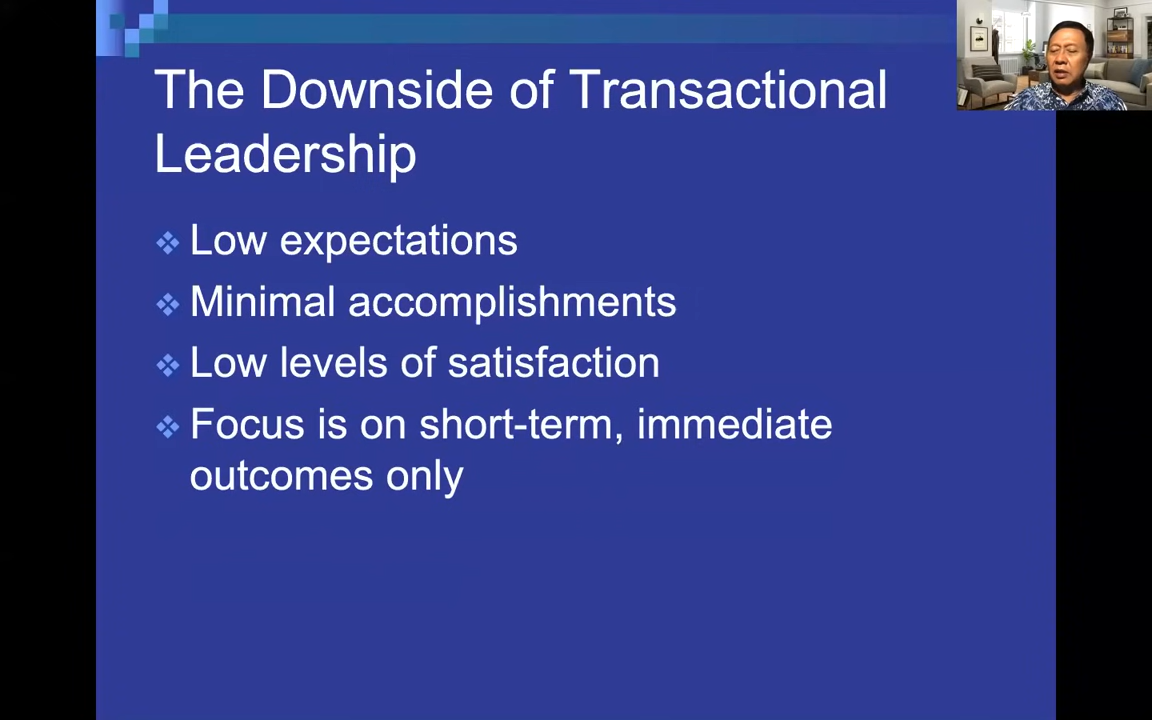 The Downside of Transactional
Leadership
Low expectations
Minimal accomplishments
Low levels of satisfaction
Focus is on short-term, immediate
outcomes only